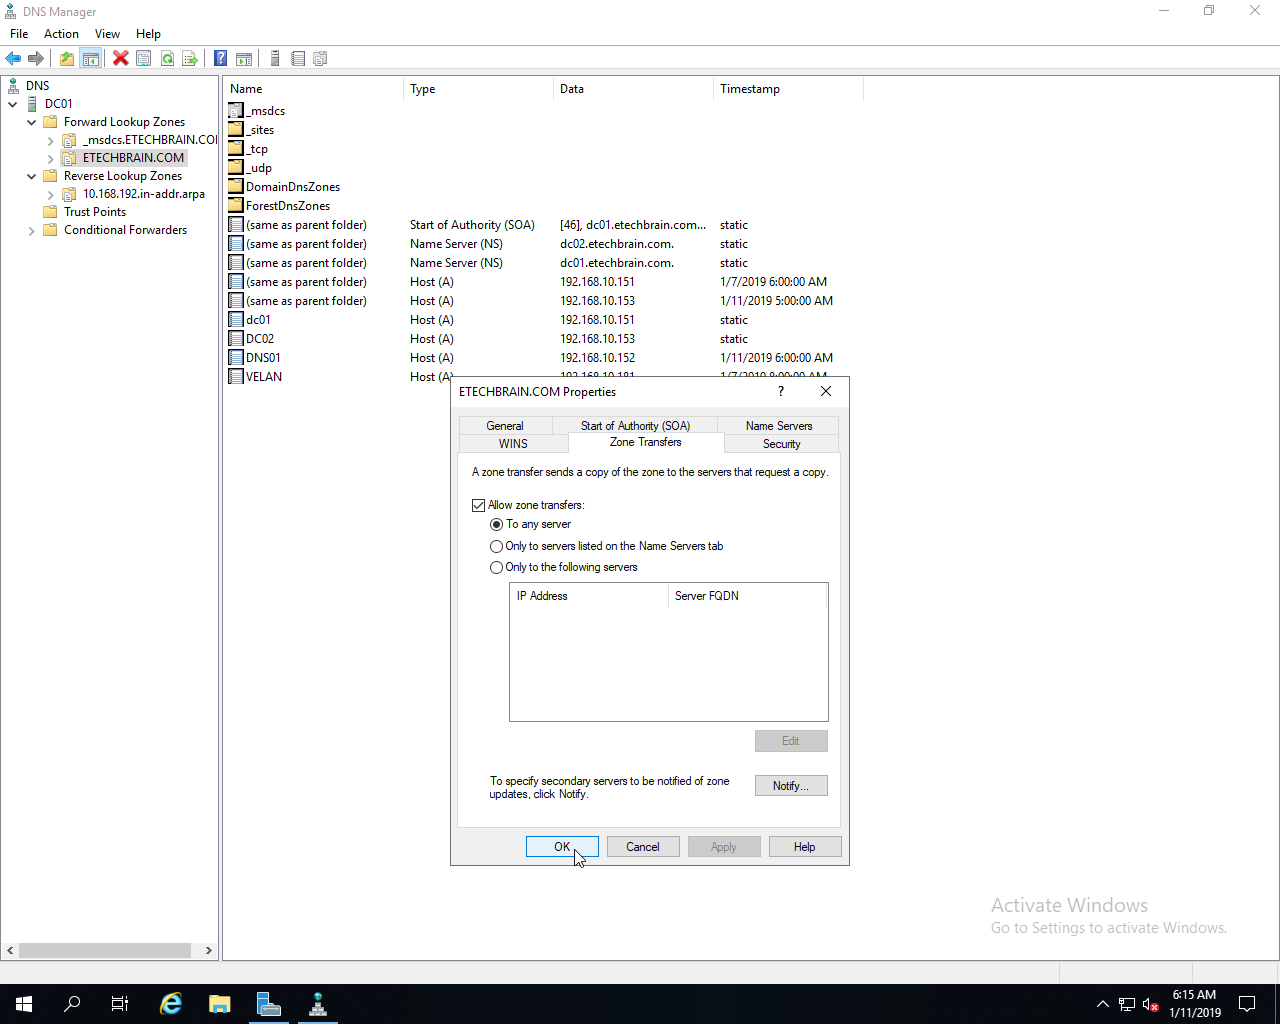 DNS Manager
File Action View Help
DNS
DC01
Forward Lookup Zones
_msdcs.ETECHBRAIN.CO
ETECHBRAIN.COM
Reverse Lookup Zones
10.168.192.in-addr.arpa
Trust Points
Conditional Forwarders
Name Type Data Timestamp
_msdcs
_sites
_tcp
_udp
DomainDnsZones
ForestDnsZones
(same as parent folder) Start of Authority (SOA) [46], dc01.etechbrain.com... static
(same as parent folder) Name Server (NS) dc02.etechbrain.com. static
(same as parent folder) Name Server (NS) dc01.etechbrain.com. static
(same as parent folder) Host (A) 192.168.10.151 1/7/2019 6:00:00 AM
(same as parent folder) Host (A) 192.168.10.153 1/11/2019 5:00:00 AM
dc01 Host (A) 192.168.10.151 static
DC02 Host (A) 192.168.10.153 static
DNS01 Host (A) 192.168.10.152 1/11/2019 6:00:00 AM
VELAN Host (A)
ETECHBRAIN.COM Properties
General Start of Authority (SOA) Name Servers
WINS Zone Transfers Security
A zone transfer sends a copy of the zone to the servers that request a copy.
Allow zone transfers:
To any server
Only to servers listed on the Name Servers tab
Only to the following servers
IP Address Server FQDN
Edit
To specify secondary servers to be notified of zone
updates, click Notify.
Notify...
OK Cancel Apply Help
Activate Windows
Go to Settings to activate Windows.
6:15 AM
1/11/2019